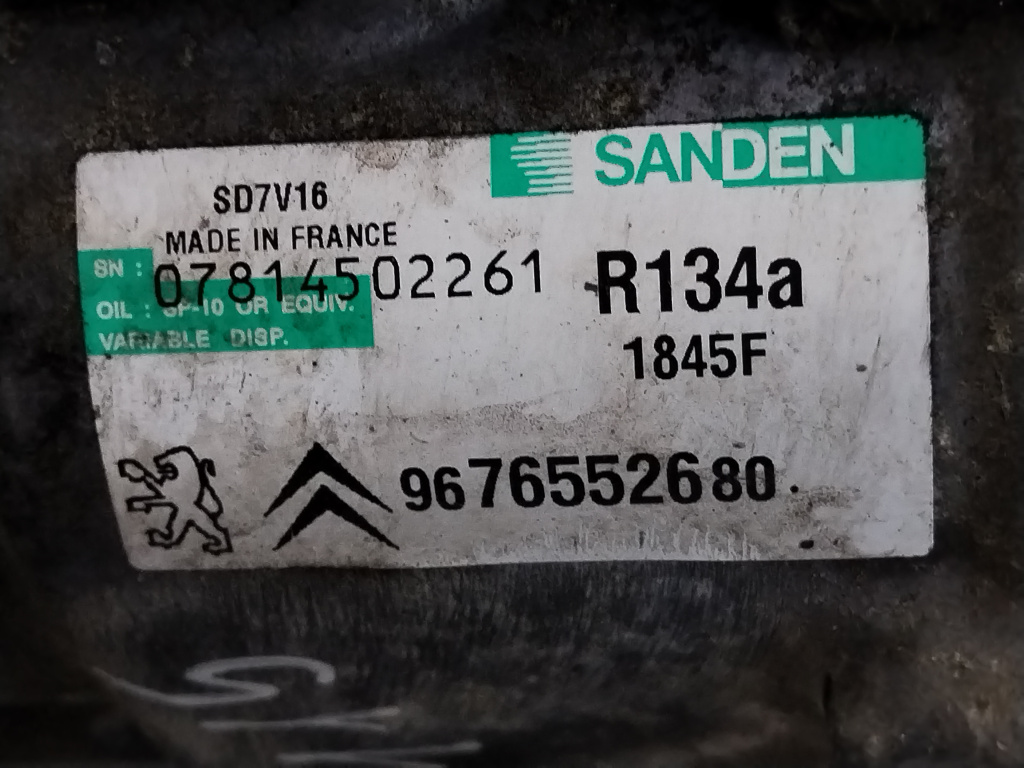 SANDEN
SD7V16
MADE IN FRANCE
SN : 07814502261
R134a
OIL : SP-10 OR EQUIV.
VARIABLE DISP.
1845F
9676552680